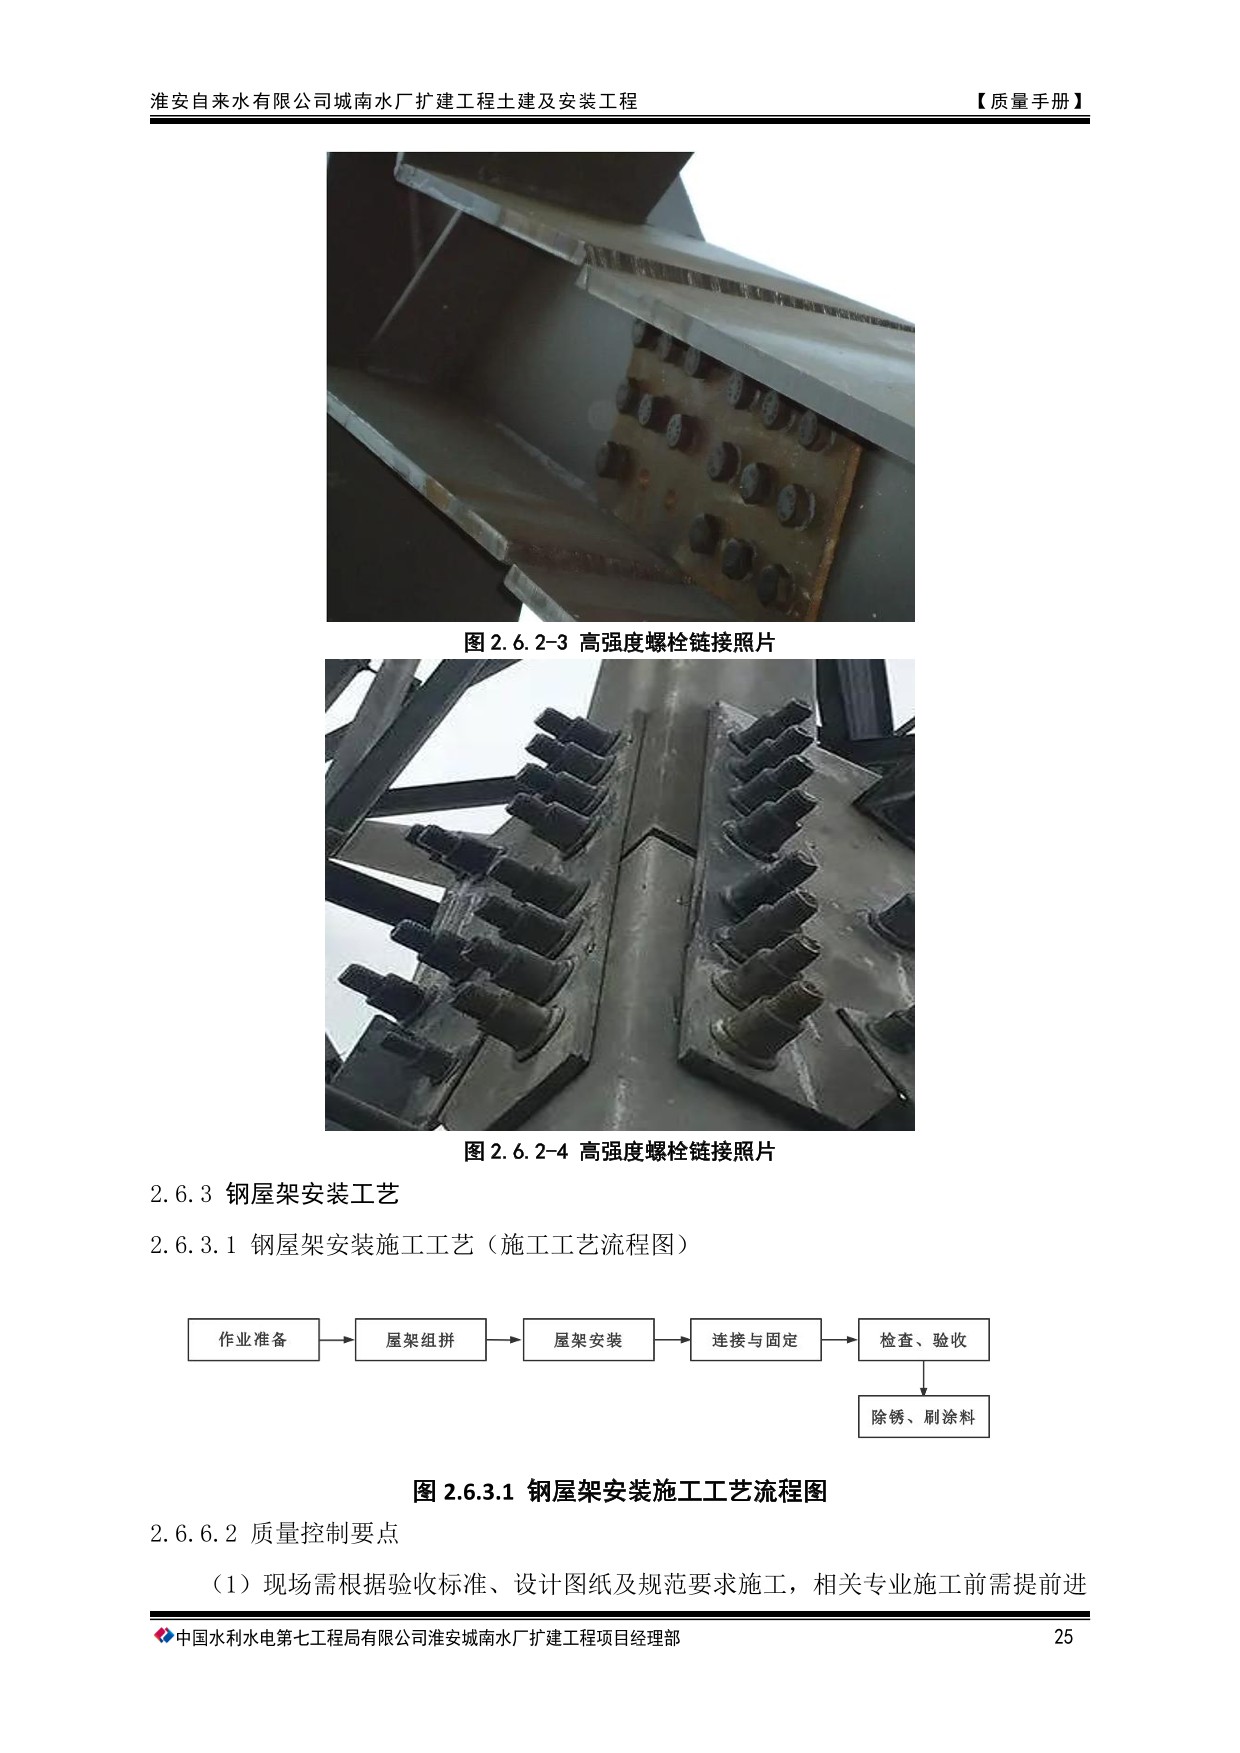 淮安自来水有限公司城南水厂扩建工程土建及安装工程 【质量手册】
图2.6.2-3 高强度螺栓链接照片
图2.6.2-4 高强度螺栓链接照片
2.6.3 钢屋架安装工艺
2.6.3.1 钢屋架安装施工工艺（施工工艺流程图）
作业准备 屋架组拼 屋架安装 连接与固定 检查、验收
除锈、刷涂料
图 2.6.3.1 钢屋架安装施工工艺流程图
2.6.6.2 质量控制要点
（1）现场需根据验收标准、设计图纸及规范要求施工，相关专业施工前需提前进
中国水利水电第七工程局有限公司淮安城南水厂扩建工程项目经理部 25